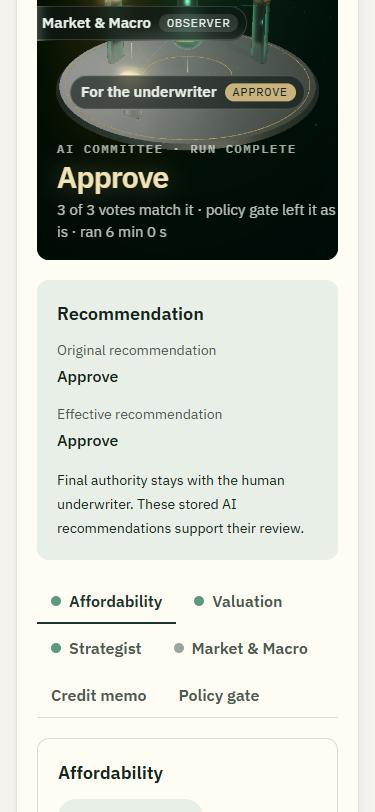 Market & Macro OBSERVER
For the underwriter APPROVE
AI COMMITTEE · RUN COMPLETE
Approve
3 of 3 votes match it · policy gate left it as
is · ran 6 min 0 s
Recommendation
Original recommendation
Approve
Effective recommendation
Approve
Final authority stays with the human
underwriter. These stored AI
recommendations support their review.
Affordability Valuation
Strategist Market & Macro
Credit memo Policy gate
Affordability